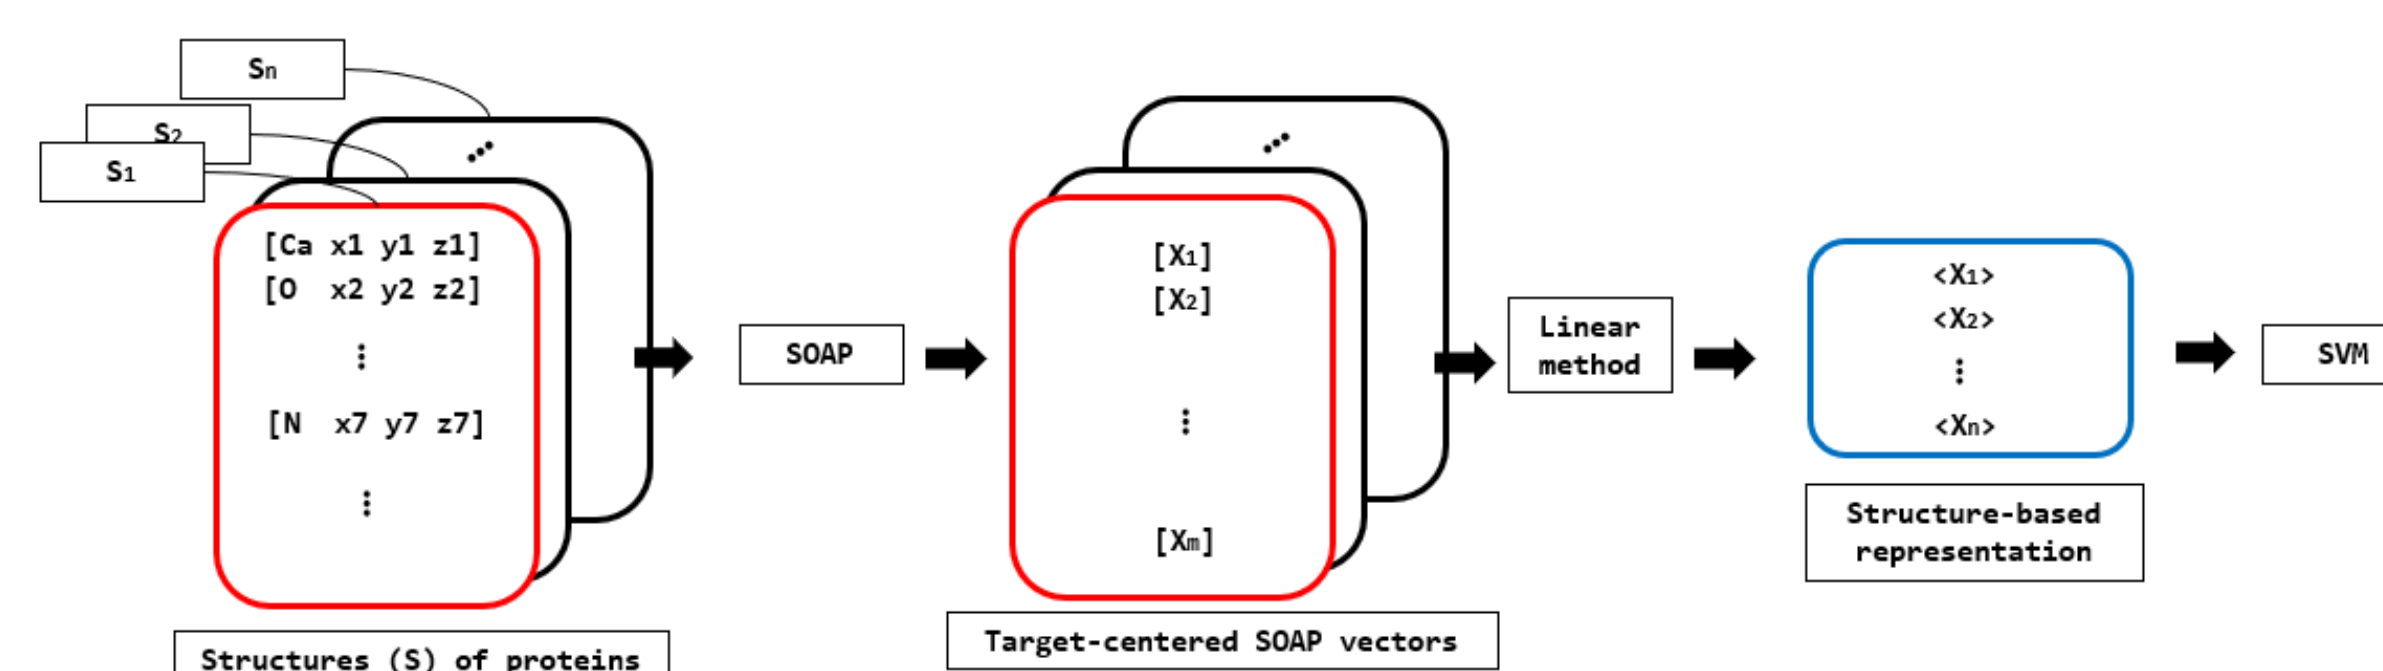 Sn
S2
S1
[Ca x1 y1 z1]
[O x2 y2 z2]
[N x7 y7 z7]
Structures (S) of proteins
SOAP
[X1]
[X2]
[Xm]
Target-centered SOAP vectors
Linear
method
<X1>
<X2>
<Xn>
Structure-based
representation
SVM